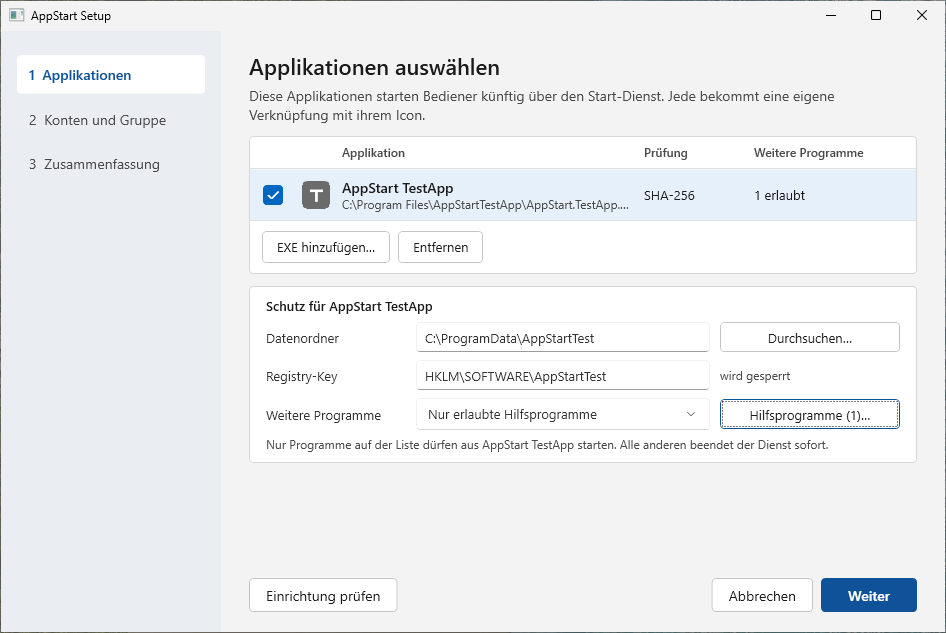 AppStart Setup
1 Applikationen
2 Konten und Gruppe
3 Zusammenfassung
Applikationen auswählen
Diese Applikationen starten Bediener künftig über den Start-Dienst. Jede bekommt eine eigene
Verknüpfung mit ihrem Icon.
Applikation Prüfung Weitere Programme
T AppStart TestApp SHA-256 1 erlaubt
C:\Program Files\AppStartTestApp\AppStart.TestApp....
EXE hinzufügen... Entfernen
Schutz für AppStart TestApp
Datenordner C:\ProgramData\AppStartTest Durchsuchen...
Registry-Key HKLM\SOFTWARE\AppStartTest wird gesperrt
Weitere Programme Nur erlaubte Hilfsprogramme Hilfsprogramme (1)...
Nur Programme auf der Liste dürfen aus AppStart TestApp starten. Alle anderen beendet der Dienst sofort.
Einrichtung prüfen Abbrechen Weiter